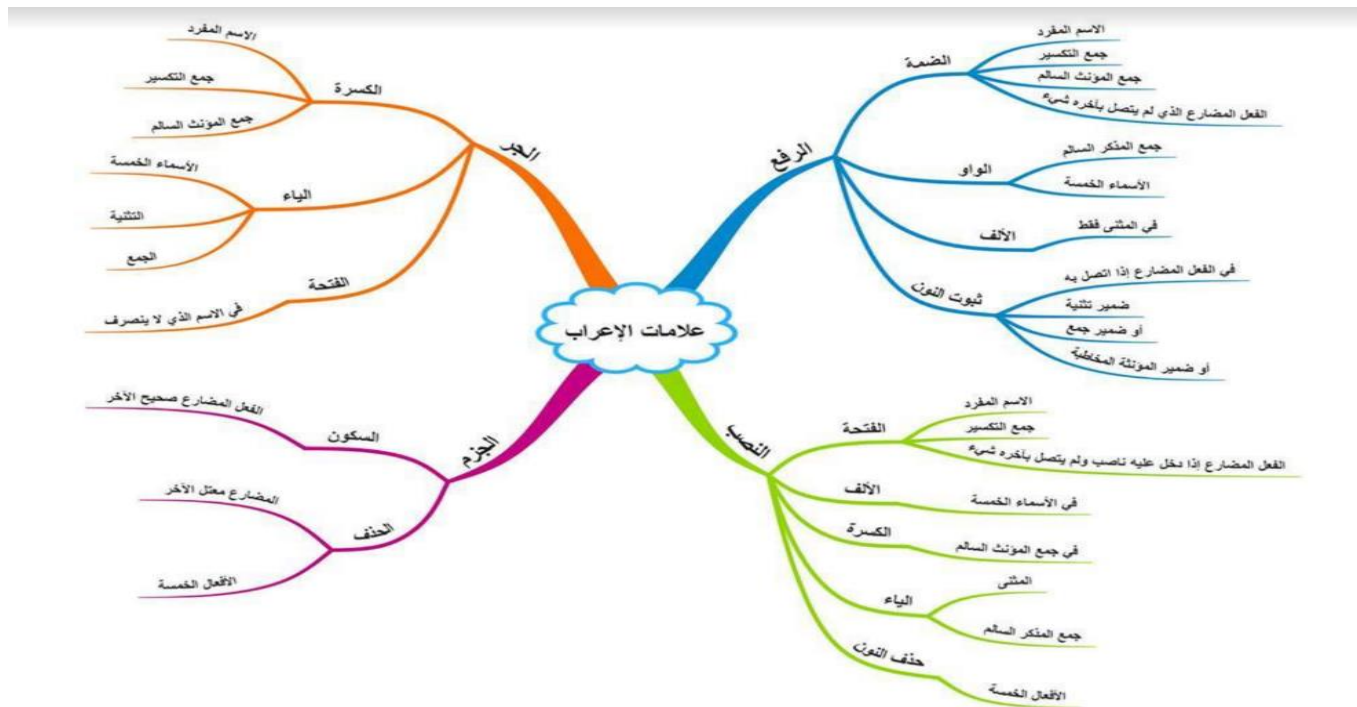 علامات الإعراب
الرفع
الضمة
الاسم المفرد
جمع التكسير
جمع المؤنث السالم
الفعل المضارع الذي لم يتصل بآخره شيء
الواو
جمع المذكر السالم
الأسماء الخمسة
الألف
في المثنى فقط
ثبوت النون
في الفعل المضارع إذا اتصل به
ضمير تثنية
أو ضمير جمع
أو ضمير المؤنثة المخاطبة
النصب
الفتحة
الاسم المفرد
جمع التكسير
الفعل المضارع إذا دخل عليه ناصب ولم يتصل بآخره شيء
الألف
في الأسماء الخمسة
الكسرة
في جمع المؤنث السالم
الياء
المثنى
جمع المذكر السالم
حذف النون
الأفعال الخمسة
الجر
الكسرة
الاسم المفرد
جمع التكسير
جمع المؤنث السالم
الياء
الأسماء الخمسة
التثنية
الجمع
الفتحة
في الاسم الذي لا ينصرف
الجزم
السكون
الفعل المضارع صحيح الآخر
الحذف
المضارع معتل الآخر
الأفعال الخمسة